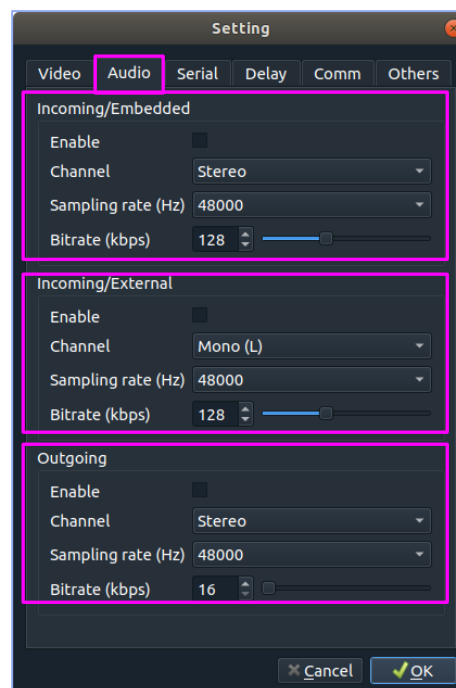 Setting
Video Audio Serial Delay Comm Others
Incoming/Embedded
Enable
Channel Stereo
Sampling rate (Hz) 48000
Bitrate (kbps) 128
Incoming/External
Enable
Channel Mono (L)
Sampling rate (Hz) 48000
Bitrate (kbps) 128
Outgoing
Enable
Channel Stereo
Sampling rate (Hz) 48000
Bitrate (kbps) 16
Cancel OK